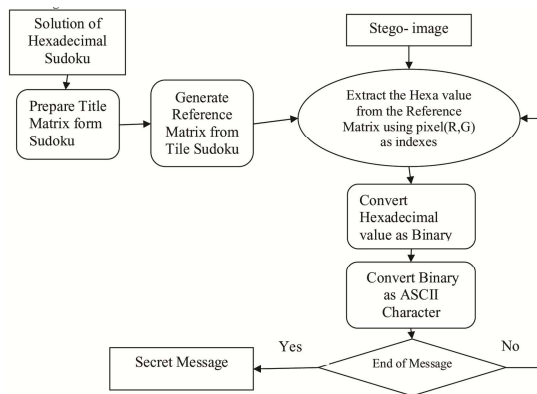 Solution of
Hexadecimal
Sudoku
Stego- image
Prepare Title
Matrix form
Sudoku
Generate
Reference
Matrix from
Tile Sudoku
Extract the Hexa value
from the Reference
Matrix using pixel(R,G)
as indexes
Convert
Hexadecimal
value as Binary
Convert Binary
as ASCII
Character
Secret Message
Yes
End of Message
No